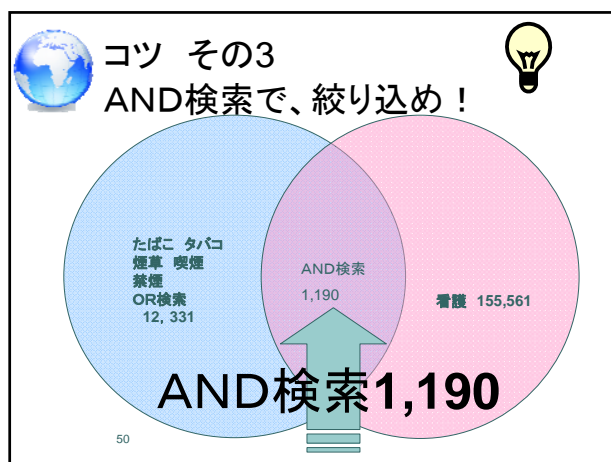 コツ その3
AND検索で、絞り込め！
たばこ タバコ
煙草 喫煙
禁煙
OR検索
12, 331
AND検索
1,190
看護 155,561
AND検索1,190
50